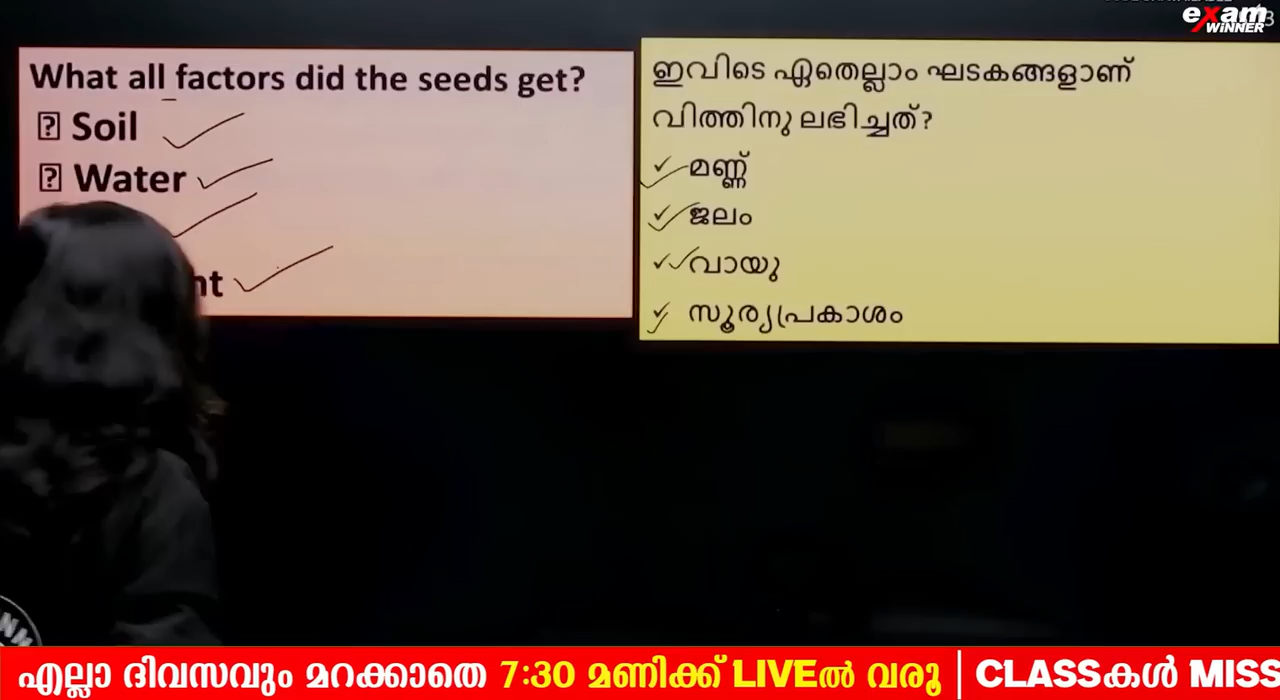 exam
WiNNER
What all factors did the seeds get?
Soil
Water
ഇവിടെ ഏതെല്ലാം ഘടകങ്ങളാണ്
വിത്തിനു ലഭിച്ചത്?
✓ മണ്ണ്
✓ ജലം
✓ വായു
✓ സൂര്യപ്രകാശം
എല്ലാ ദിവസവും മറക്കാതെ 7:30 മണിക്ക് LIVEൽ വരൂ | CLASSകൾ MISS